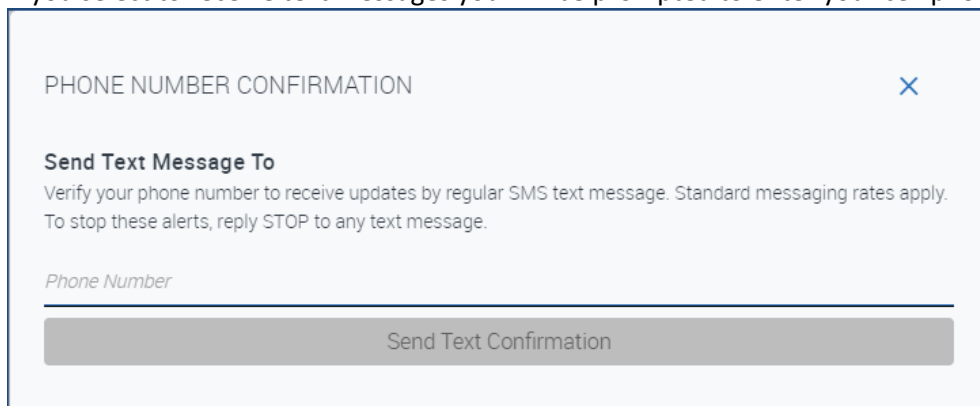 PHONE NUMBER CONFIRMATION
Send Text Message To
Verify your phone number to receive updates by regular SMS text message. Standard messaging rates apply.
To stop these alerts, reply STOP to any text message.
Phone Number
Send Text Confirmation